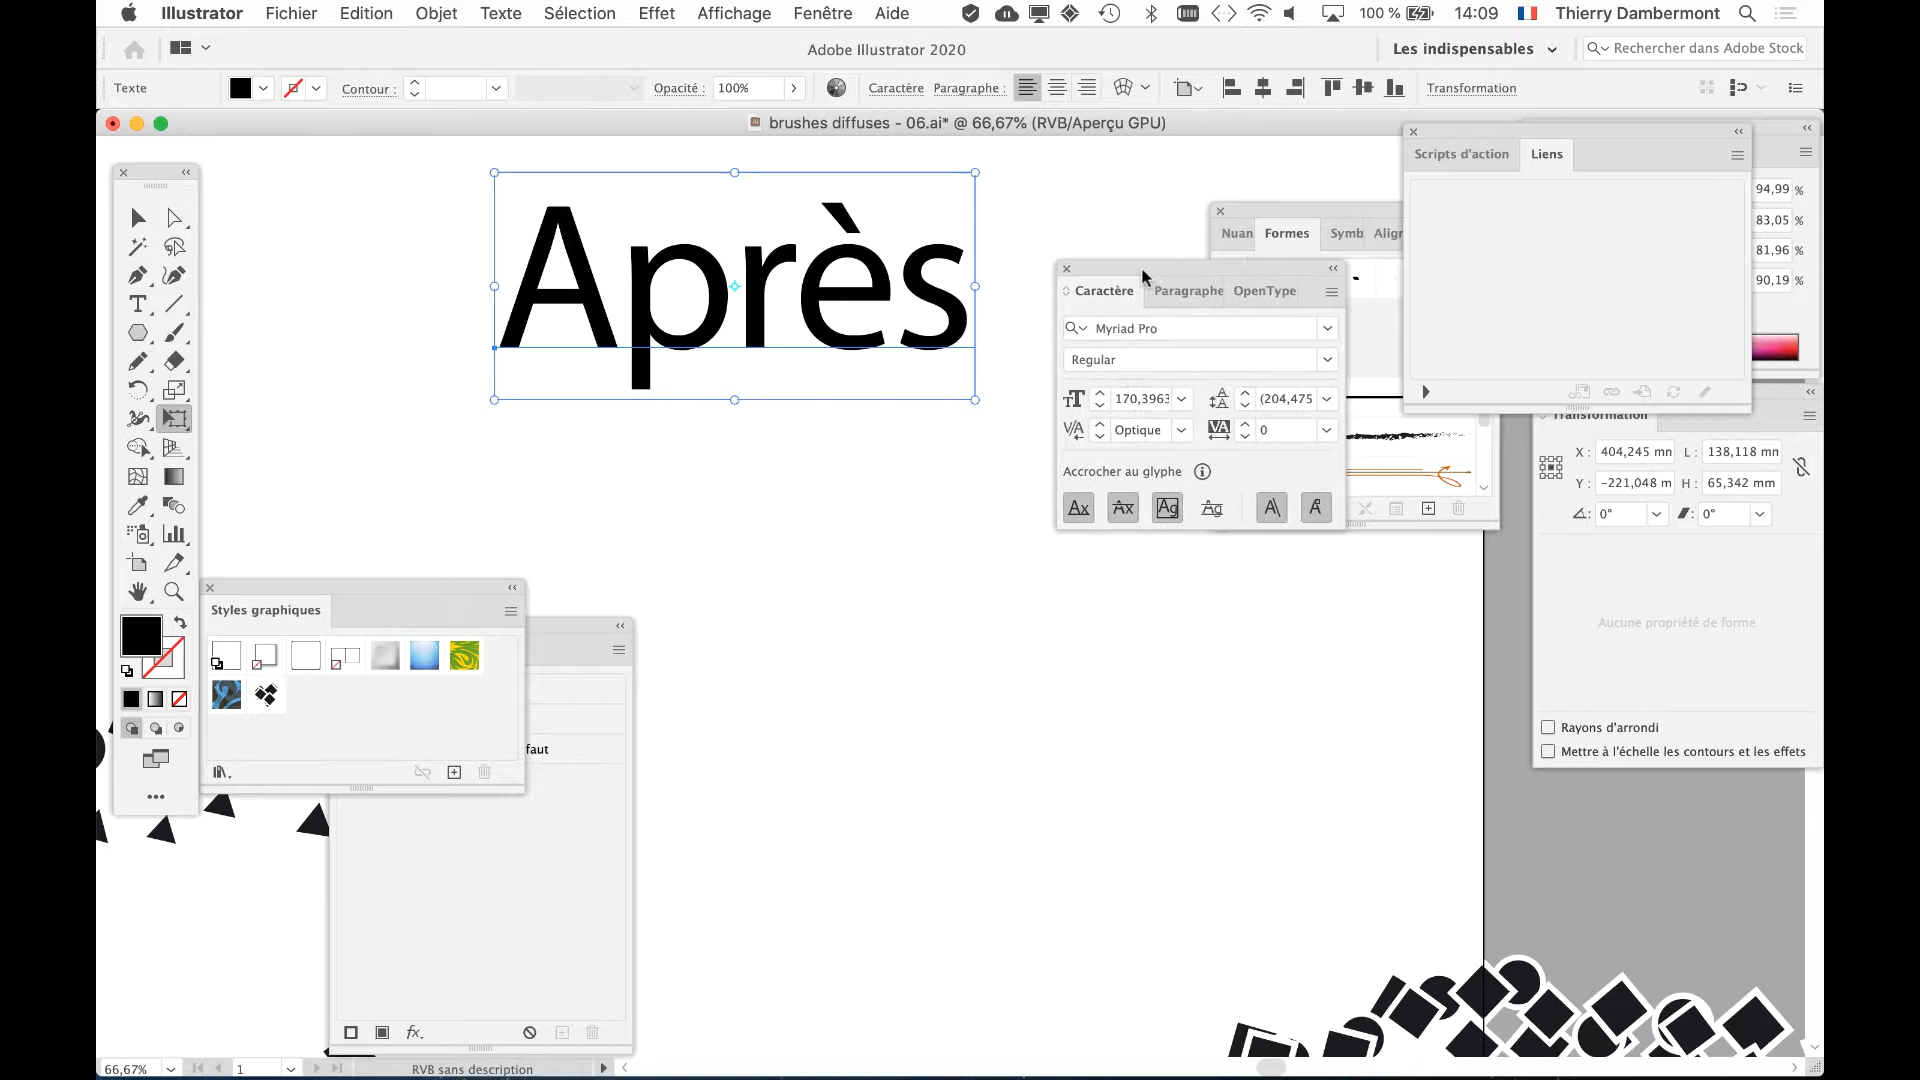 Illustrator Fichier Edition Objet Texte Sélection Effet Affichage Fenêtre Aide 100 % 14:09 Thierry Dambermont
Adobe Illustrator 2020 Les indispensables Rechercher dans Adobe Stock
Texte Contour : Opacité : 100% Caractère Paragraphe : Transformation
brushes diffuses - 06.ai* @ 66,67% (RVB/Aperçu GPU)
Scripts d'action Liens
94,99 %
83,05 %
81,96 %
90,19 %
Après
Nuan Formes Symb Align
Caractère Paragraphe OpenType
Myriad Pro
Regular
170,3963 (204,475
Optique 0
Accrocher au glyphe
Transformation
X : 404,245 mm L : 138,118 mm
Y : −221,048 m H : 65,342 mm
0° 0°
Aucune propriété de forme
Rayons d'arrondi
Mettre à l'échelle les contours et les effets
Styles graphiques
faut
fx
66,67% 1 RVB sans description